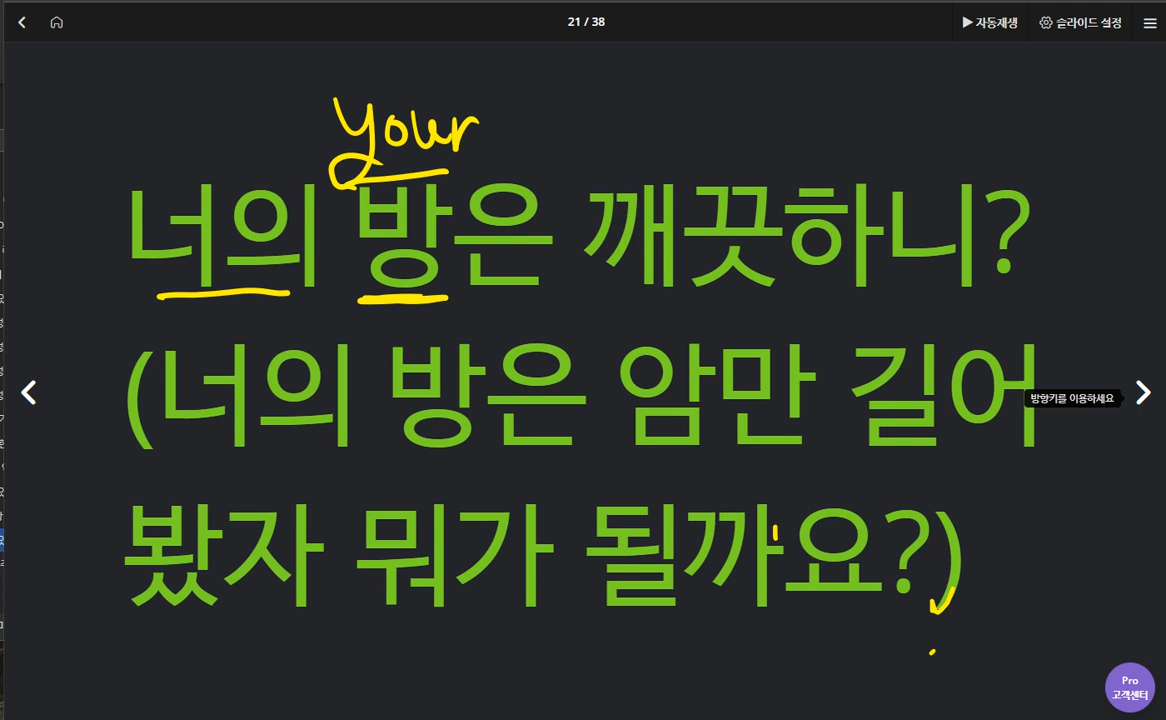 21 / 38
▶ 자동재생
슬라이드 설정
your
너의 방은 깨끗하니?
(너의 방은 암만 길어
방향키를 이용하세요
봤자 뭐가 될까요?)
Pro
고객센터